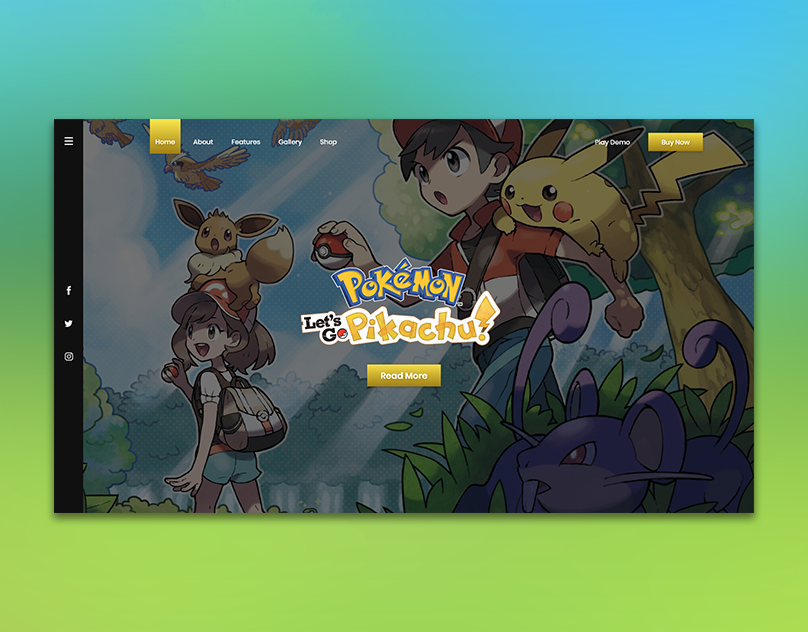 Home About Features Gallery Shop Play Demo Buy Now
POKéMON
Let's
Go Pikachu!
Read More